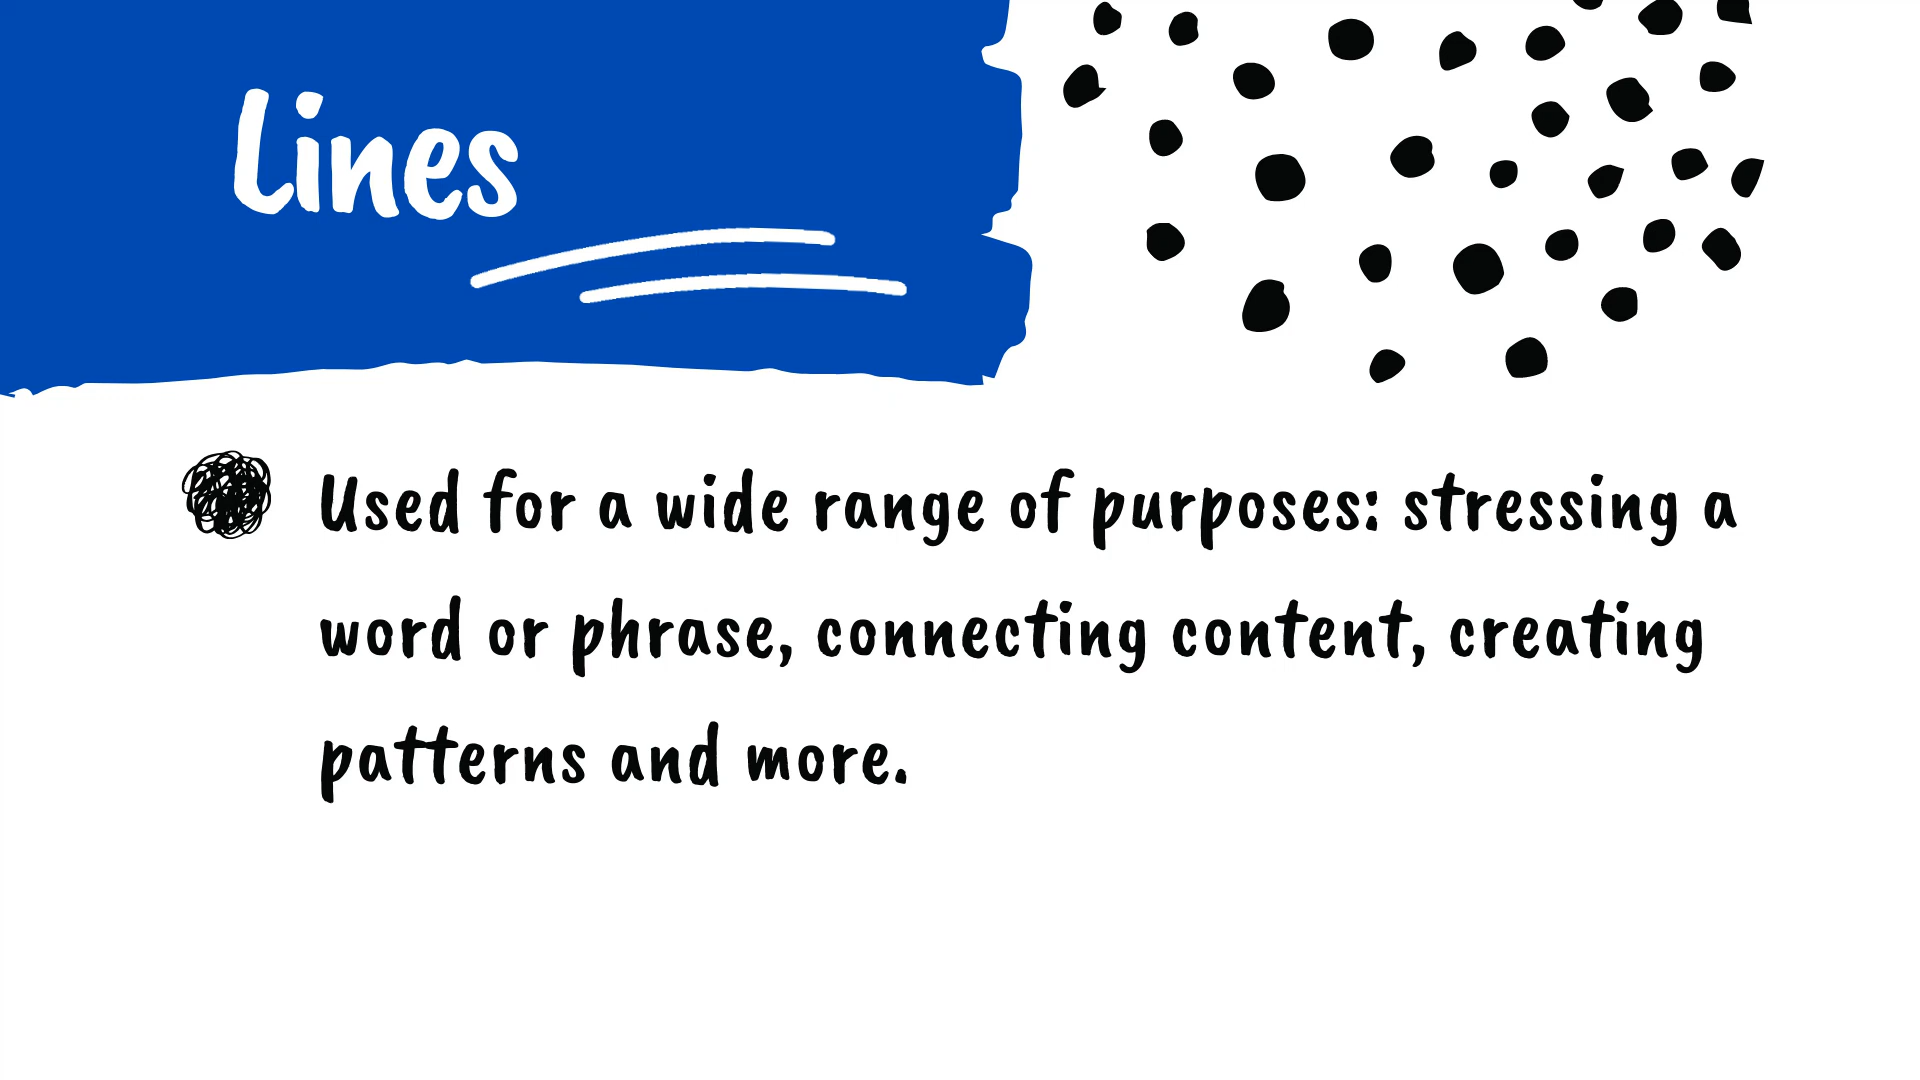 Lines
Used for a wide range of purposes: stressing a
word or phrase, connecting content, creating
patterns and more.